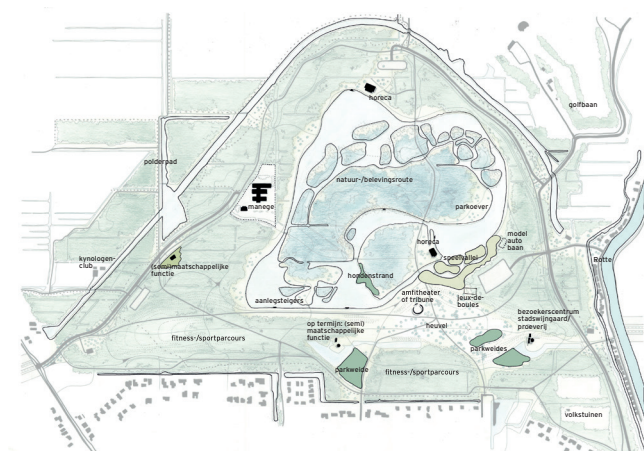 horeca
golfbaan
polderpad
natuur-/belevingsroute
manege
parkoever
model
auto
baan
horeca
speelvallei
Rotte
kynologen-
club
(semi)maatschappelijke
functie
hondenstrand
aanlegsteigers
amfitheater
of tribune
jeux-de-
boules
bezoekerscentrum
stadswijngaard/
proeverij
op termijn: (semi)
maatschappelijke
functie
heuvel
fitness-/sportparcours
parkweides
parkweide
fitness-/sportparcours
volkstuinen